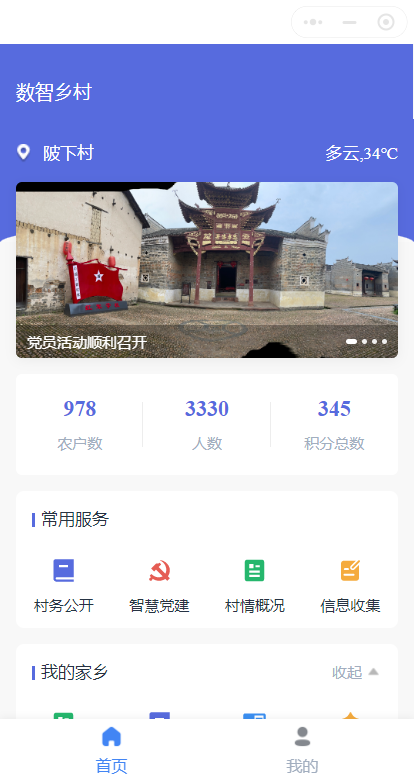 数智乡村
陂下村
多云,34℃
党员活动顺利召开
978 3330 345
农户数 人数 积分总数
常用服务
村务公开 智慧党建 村情概况 信息收集
我的家乡 收起
首页 我的